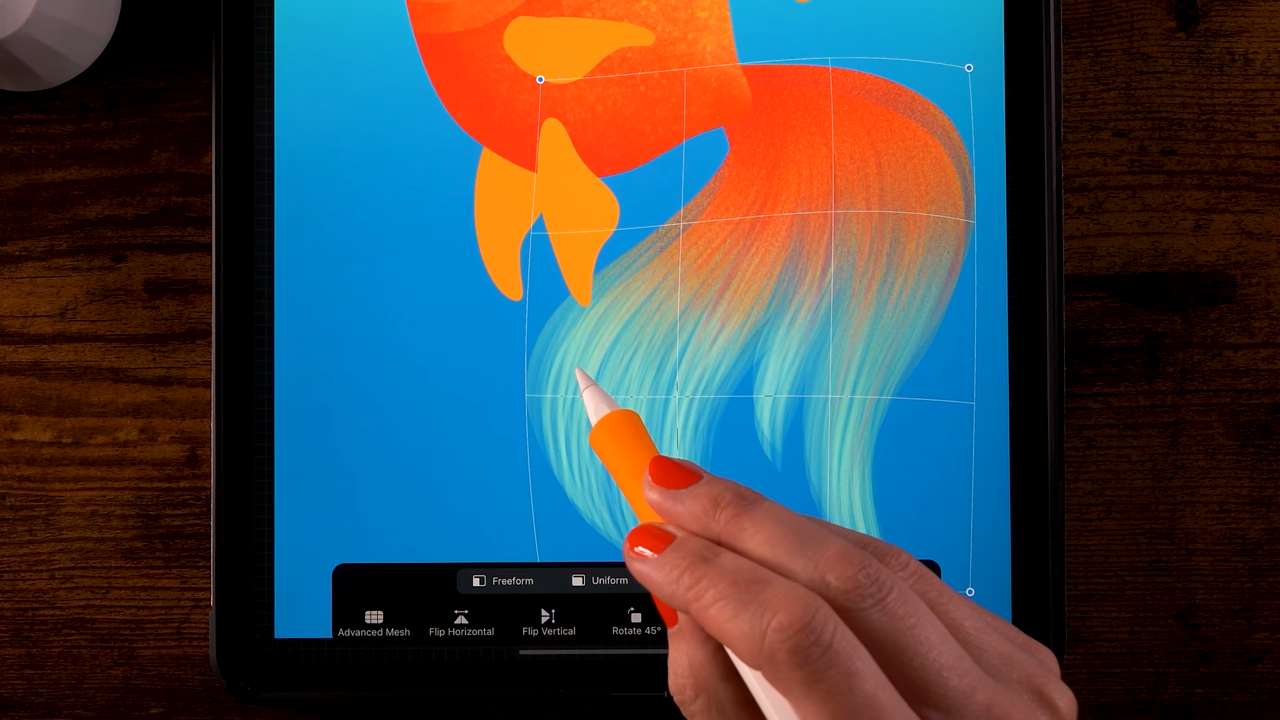 Freeform Uniform
Advanced Mesh Flip Horizontal Flip Vertical Rotate 45°